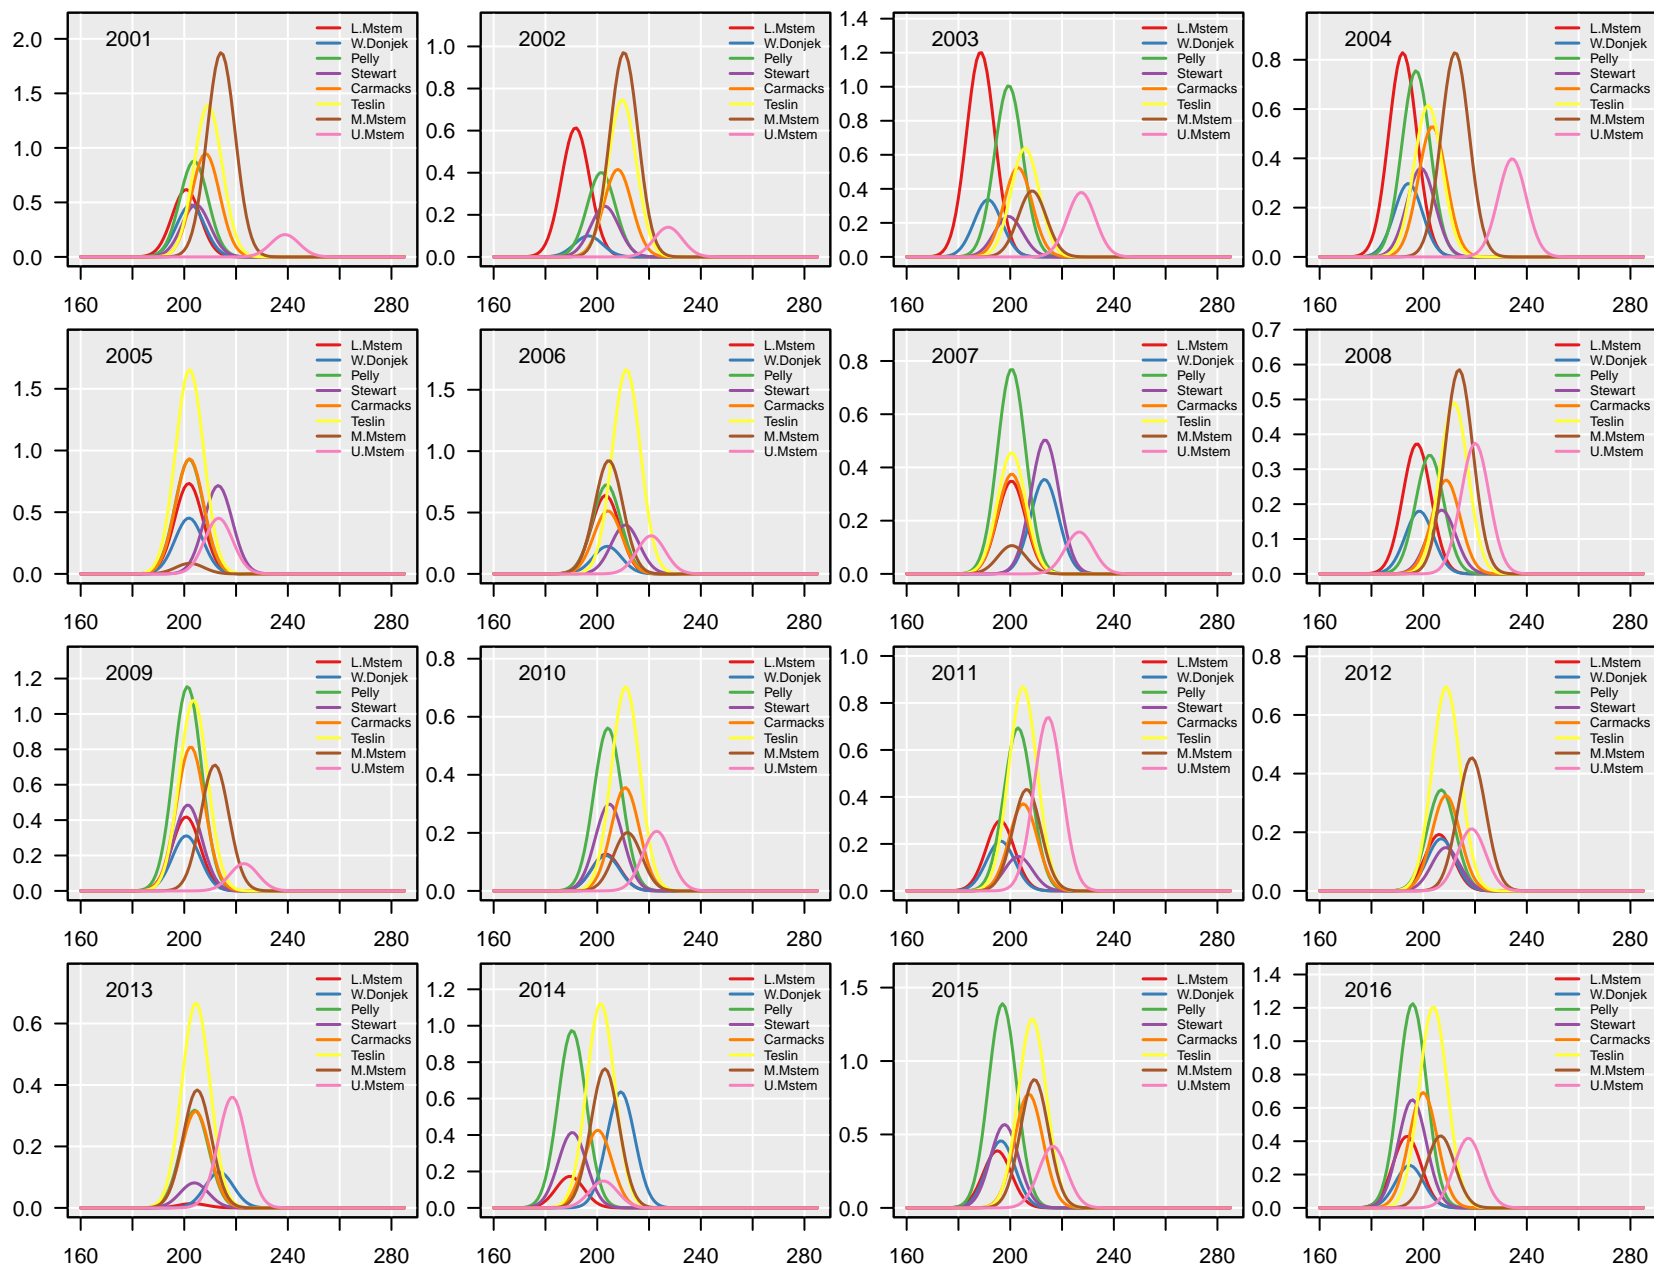 2001
L.Mstem
W.Donjek
Pelly
Stewart
Carmacks
Teslin
M.Mstem
U.Mstem
2.0
1.5
1.0
0.5
0.0
160 200 240 280
2002
L.Mstem
W.Donjek
Pelly
Stewart
Carmacks
Teslin
M.Mstem
U.Mstem
1.0
0.8
0.6
0.4
0.2
0.0
160 200 240 280
2003
L.Mstem
W.Donjek
Pelly
Stewart
Carmacks
Teslin
M.Mstem
U.Mstem
1.4
1.2
1.0
0.8
0.6
0.4
0.2
0.0
160 200 240 280
2004
L.Mstem
W.Donjek
Pelly
Stewart
Carmacks
Teslin
M.Mstem
U.Mstem
0.8
0.6
0.4
0.2
0.0
160 200 240 280
2005
L.Mstem
W.Donjek
Pelly
Stewart
Carmacks
Teslin
M.Mstem
U.Mstem
1.5
1.0
0.5
0.0
160 200 240 280
2006
L.Mstem
W.Donjek
Pelly
Stewart
Carmacks
Teslin
M.Mstem
U.Mstem
1.5
1.0
0.5
0.0
160 200 240 280
2007
L.Mstem
W.Donjek
Pelly
Stewart
Carmacks
Teslin
M.Mstem
U.Mstem
0.8
0.6
0.4
0.2
0.0
160 200 240 280
2008
L.Mstem
W.Donjek
Pelly
Stewart
Carmacks
Teslin
M.Mstem
U.Mstem
0.7
0.6
0.5
0.4
0.3
0.2
0.1
0.0
160 200 240 280
2009
L.Mstem
W.Donjek
Pelly
Stewart
Carmacks
Teslin
M.Mstem
U.Mstem
1.2
1.0
0.8
0.6
0.4
0.2
0.0
160 200 240 280
2010
L.Mstem
W.Donjek
Pelly
Stewart
Carmacks
Teslin
M.Mstem
U.Mstem
0.8
0.6
0.4
0.2
0.0
160 200 240 280
2011
L.Mstem
W.Donjek
Pelly
Stewart
Carmacks
Teslin
M.Mstem
U.Mstem
1.0
0.8
0.6
0.4
0.2
0.0
160 200 240 280
2012
L.Mstem
W.Donjek
Pelly
Stewart
Carmacks
Teslin
M.Mstem
U.Mstem
0.8
0.6
0.4
0.2
0.0
160 200 240 280
2013
L.Mstem
W.Donjek
Pelly
Stewart
Carmacks
Teslin
M.Mstem
U.Mstem
0.6
0.4
0.2
0.0
160 200 240 280
2014
L.Mstem
W.Donjek
Pelly
Stewart
Carmacks
Teslin
M.Mstem
U.Mstem
1.2
1.0
0.8
0.6
0.4
0.2
0.0
160 200 240 280
2015
L.Mstem
W.Donjek
Pelly
Stewart
Carmacks
Teslin
M.Mstem
U.Mstem
1.5
1.0
0.5
0.0
160 200 240 280
2016
L.Mstem
W.Donjek
Pelly
Stewart
Carmacks
Teslin
M.Mstem
U.Mstem
1.4
1.2
1.0
0.8
0.6
0.4
0.2
0.0
160 200 240 280